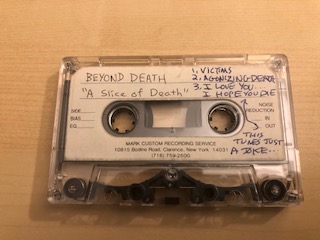 BEYOND DEATH
"A Slice of Death"
1. VICTIMS
2. AGONIZING DEATH
3. I LOVE YOU...
I HOPE YOU DIE
SIDE
BIAS
EQ
NOISE
REDUCTION
IN
OUT
THIS
TUNES JUST
A JOKE...
MARK CUSTOM RECORDING SERVICE
10815 Bodine Road, Clarence, New York 14031
(716) 759-2600